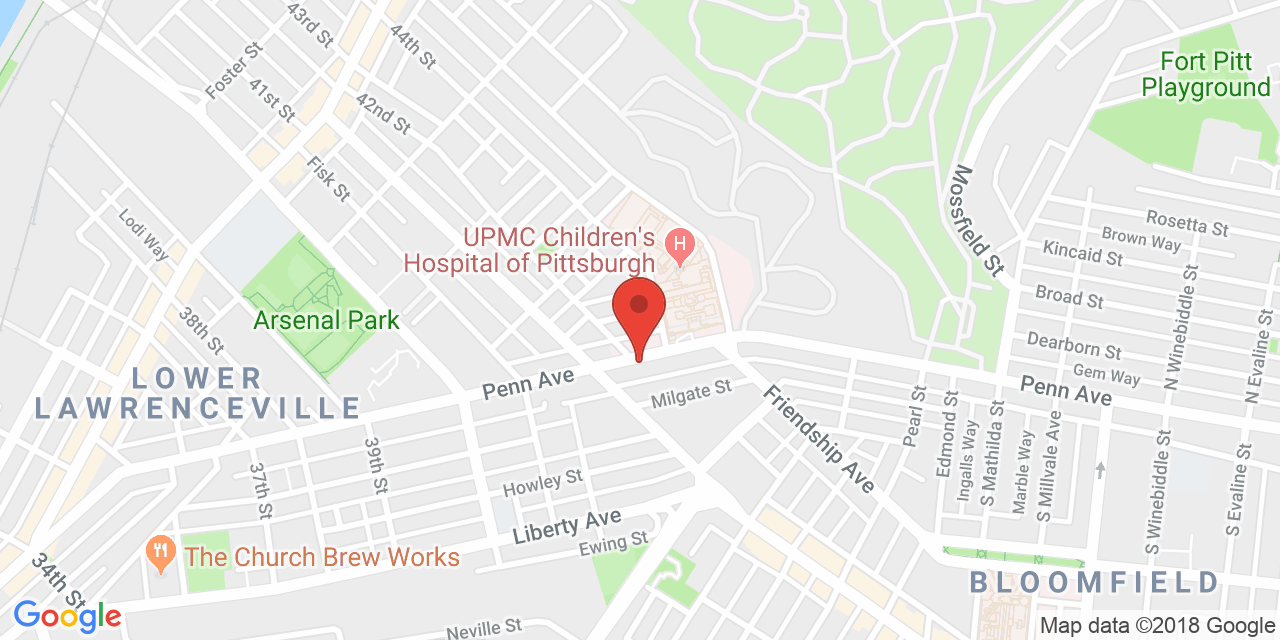 43rd St
44th St
Foster St
41st St
42nd St
Fort Pitt
Playground
Fisk St
Mossfield St
Lodi Way
UPMC Children's
Hospital of Pittsburgh
H
Rosetta St
Brown Way
Kincaid St
Broad St
N Winebiddle St
N Evaline St
38th St
Arsenal Park
Dearborn St
Gem Way
LOWER
LAWRENCEVILLE
Penn Ave
Milgate St
Penn Ave
Friendship Ave
Pearl St
Edmond St
Ingalls Way
S Mathilda St
Marble Way
S Millvale Ave
S Winebiddle St
S Evaline St
39th St
37th St
Howley St
Liberty Ave
Ewing St
The Church Brew Works
34th St
BLOOMFIELD
Google
Neville St
Map data ©2018 Google